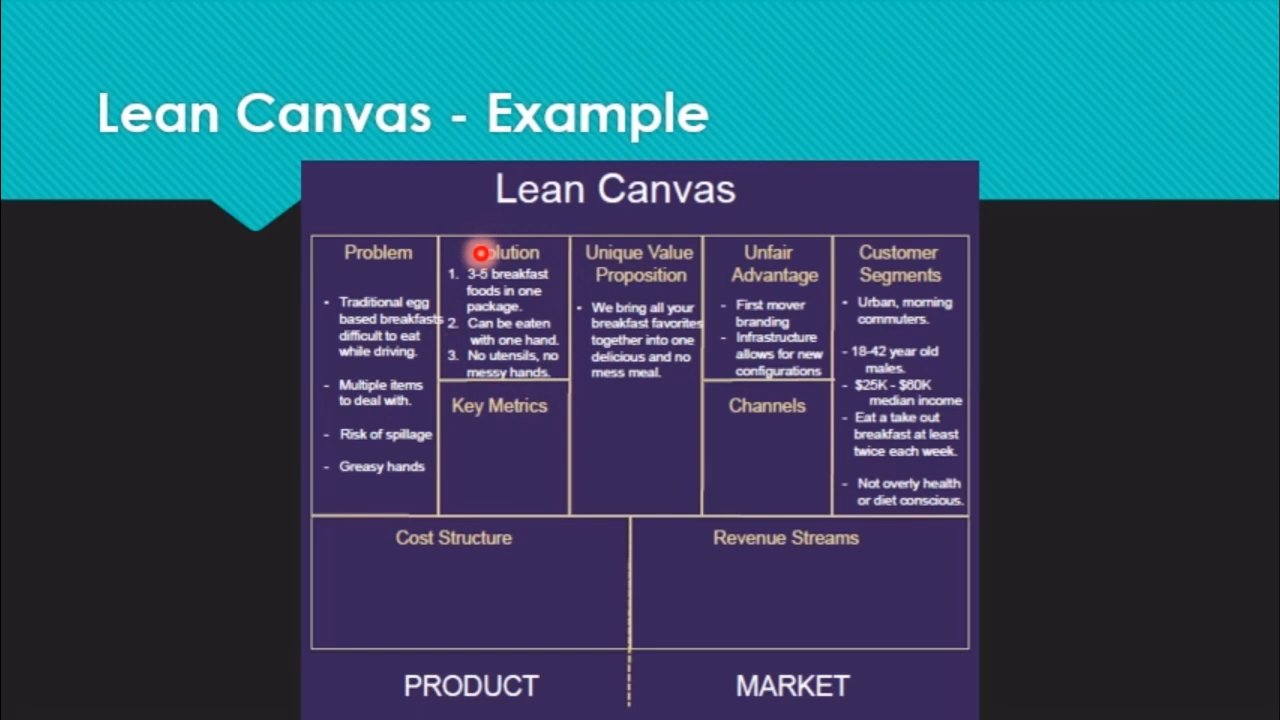 Lean Canvas - Example
Lean Canvas
Problem
- Traditional egg
based breakfasts
difficult to eat
while driving.
- Multiple items
to deal with.
- Risk of spillage
- Greasy hands
olution
1. 3-5 breakfast
foods in one
package.
2. Can be eaten
with one hand.
3. No utensils, no
messy hands.
Key Metrics
Unique Value
Proposition
- We bring all your
breakfast favorites
together into one
delicious and no
mess meal.
Unfair
Advantage
- First mover
branding
- Infrastructure
allows for new
configurations
Channels
Customer
Segments
- Urban, morning
commuters.
- 18-42 year old
males.
- $25K - $60K
median income
- Eat a take out
breakfast at least
twice each week.
- Not overly health
or diet conscious.
Cost Structure
Revenue Streams
PRODUCT
MARKET